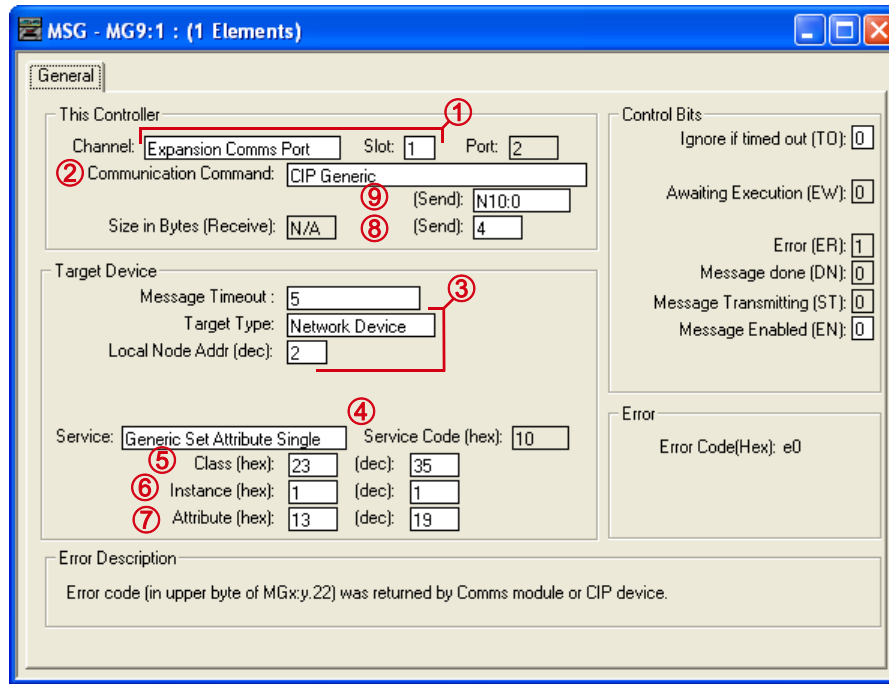 MSG - MG9:1 : (1 Elements)
General
This Controller
①
Channel: Expansion Comms Port Slot: 1 Port: 2
② Communication Command: CIP Generic
⑨ (Send): N10:0
Size in Bytes (Receive): N/A ⑧ (Send): 4
Target Device
Message Timeout : 5
③
Target Type: Network Device
Local Node Addr (dec): 2
④
Service: Generic Set Attribute Single Service Code (hex): 10
⑤ Class (hex): 23 (dec): 35
⑥ Instance (hex): 1 (dec): 1
⑦ Attribute (hex): 13 (dec): 19
Control Bits
Ignore if timed out (TO): 0
Awaiting Execution (EW): 0
Error (ER): 1
Message done (DN): 0
Message Transmitting (ST): 0
Message Enabled (EN): 0
Error
Error Code(Hex): e0
Error Description
Error code (in upper byte of MGx:y.22) was returned by Comms module or CIP device.